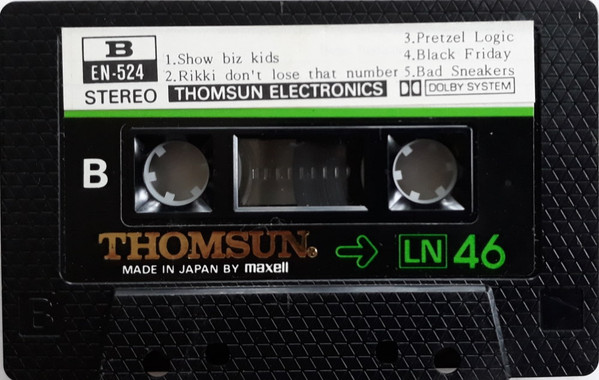 B
EN-524
STEREO
1.Show biz kids
2.Rikki don't lose that number
3.Pretzel Logic
4.Black Friday
5.Bad Sneakers
THOMSUN ELECTRONICS
DOLBY SYSTEM
B
THOMSUN®
MADE IN JAPAN BY maxell
LN 46
B